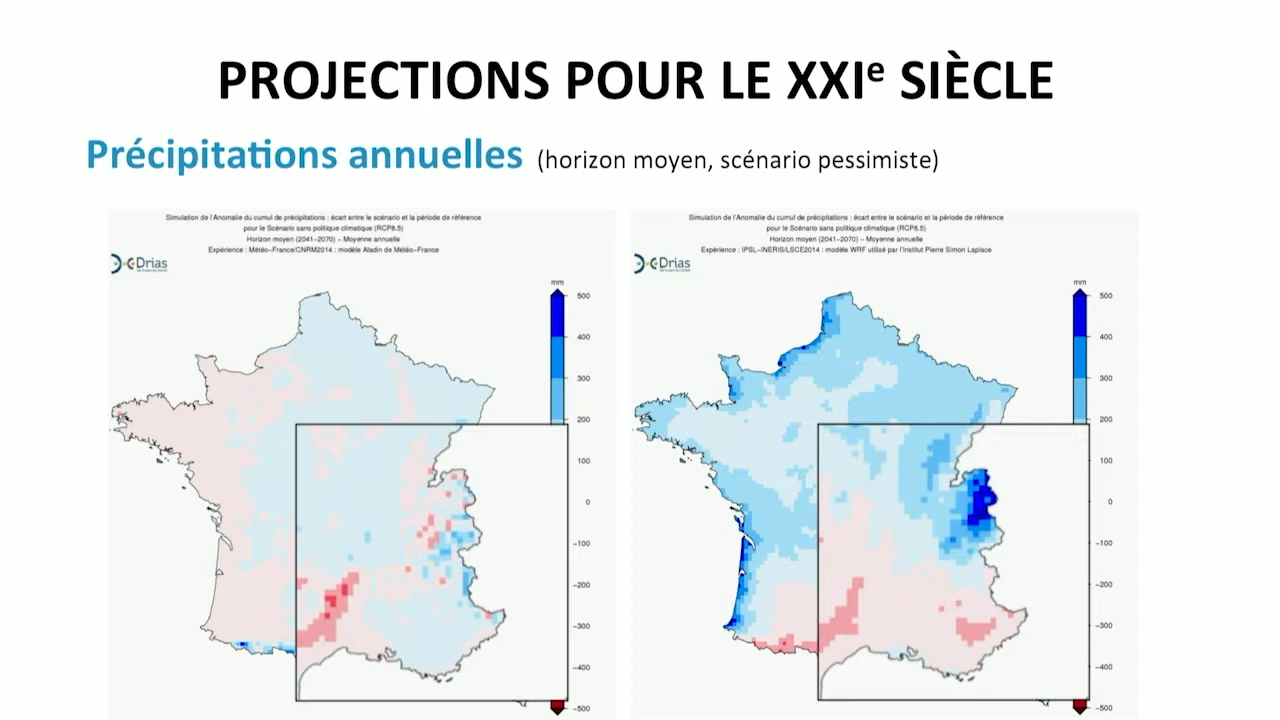 PROJECTIONS POUR LE XXIe SIÈCLE
Précipitations annuelles (horizon moyen, scénario pessimiste)
Simulation de l'Anomalie du cumul de précipitations : écart entre le scénario et la période de référence
pour le Scénario sans politique climatique (RCP8.5)
Horizon moyen (2041-2070) - Moyenne annuelle
Expérience : Météo-France/CNRM2014 : modèle Aladin de Météo-France
Drias
mm
500
400
300
200
100
0
-100
-200
-300
-400
-500
Simulation de l'Anomalie du cumul de précipitations : écart entre le scénario et la période de référence
pour le Scénario sans politique climatique (RCP8.5)
Horizon moyen (2041-2070) - Moyenne annuelle
Expérience : IPSL-INERIS/LSCE2014 : modèle WRF utilisé par l'Institut Pierre Simon Laplace
Drias
mm
500
400
300
200
100
0
-100
-200
-300
-400
-500